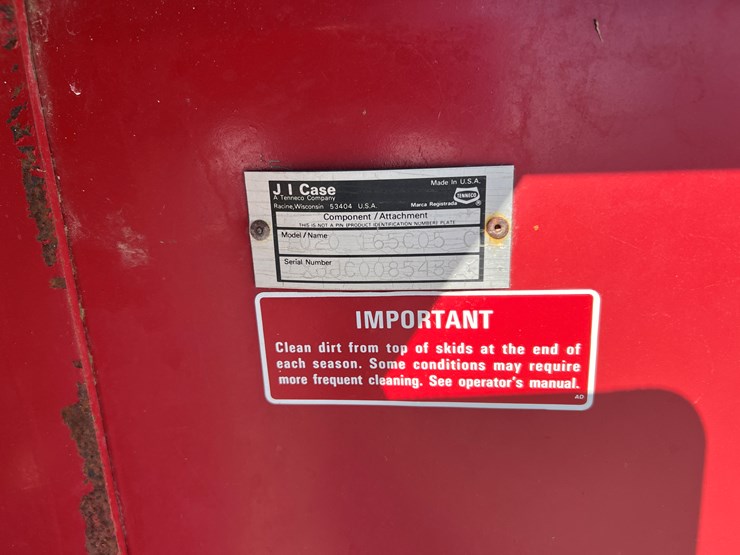 J I Case
Made In U.S.A.
A Tenneco Company
TENNECO
Racine, Wisconsin 53404 U.S.A.
Marca Registrada ®
Component / Attachment
THIS IS NOT A PIN (PRODUCT IDENTIFICATION NUMBER) PLATE
Model / Name
1020 165C05
Serial Number
IMPORTANT
Clean dirt from top of skids at the end of
each season. Some conditions may require
more frequent cleaning. See operator's manual.
AD